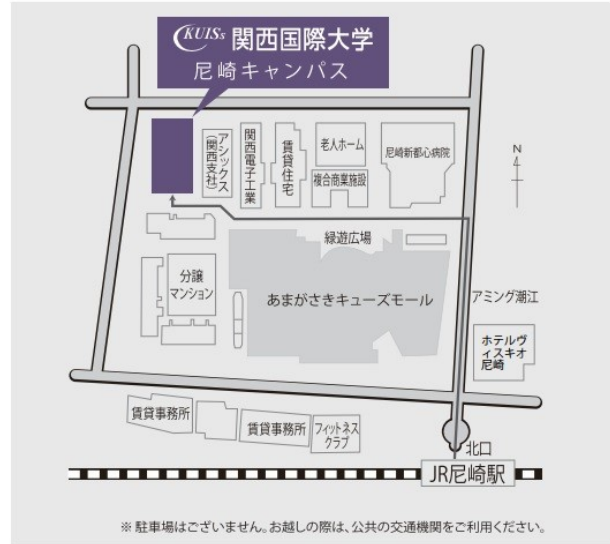 KUISs 関西国際大学
尼崎キャンパス
アシックス
(関西支社)
関西電子工業
賃貸住宅
老人ホーム
複合商業施設
尼崎新都心病院
N
緑遊広場
分譲
マンション
あまがさきキューズモール
アミング潮江
ホテルヴ
ィスキオ
尼崎
賃貸事務所
賃貸事務所
フィットネス
クラブ
北口
JR尼崎駅
※ 駐車場はございません。お越しの際は、公共の交通機関をご利用ください。